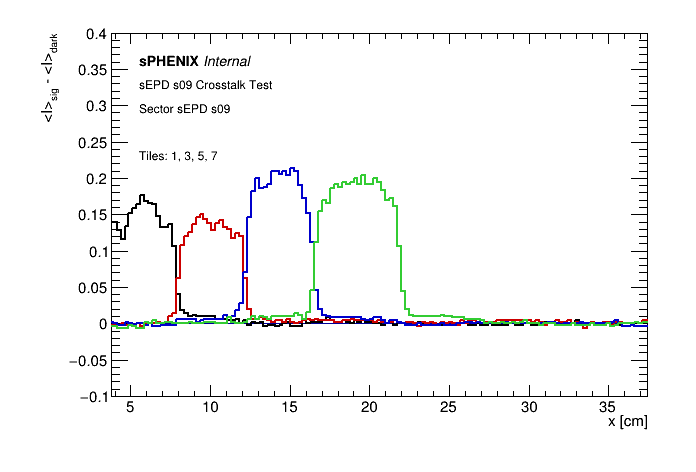 <I>sig - <I>dark
0.4
0.35
0.3
0.25
0.2
0.15
0.1
0.05
0
−0.05
−0.1
sPHENIX Internal
sEPD s09 Crosstalk Test
Sector sEPD s09
Tiles: 1, 3, 5, 7
5 10 15 20 25 30 35
x [cm]